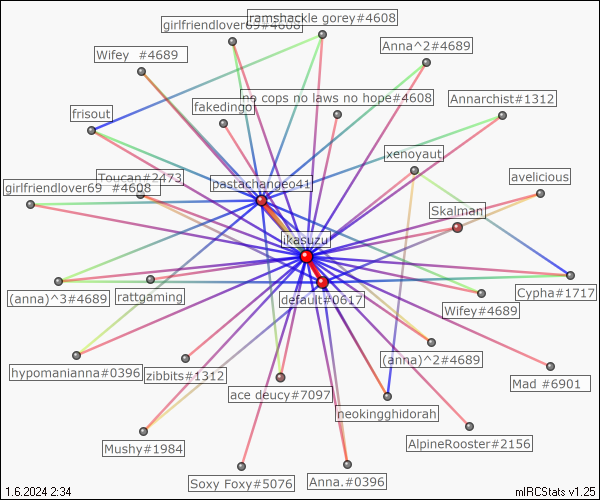 girlfriendlover69#4608
ramshackle gorey#4608
Wifey #4689
Anna^2#4689
no cops no laws no hope#4608
Annarchist#1312
frisout
fakedingo
xenoyaut
Toucan#2473
pastachangeo41
avelicious
girlfriendlover69 #4608
Skalman
ikasuzu
(anna)^3#4689
rattgaming
default#0617
Cypha#1717
Wifey#4689
hypomanianna#0396
zibbits#1312
(anna)^2#4689
ace deucy#7097
Mad #6901
neokingghidorah
Mushy#1984
AlpineRooster#2156
Soxy Foxy#5076
Anna.#0396
1.6.2024 2:34
mIRCStats v1.25